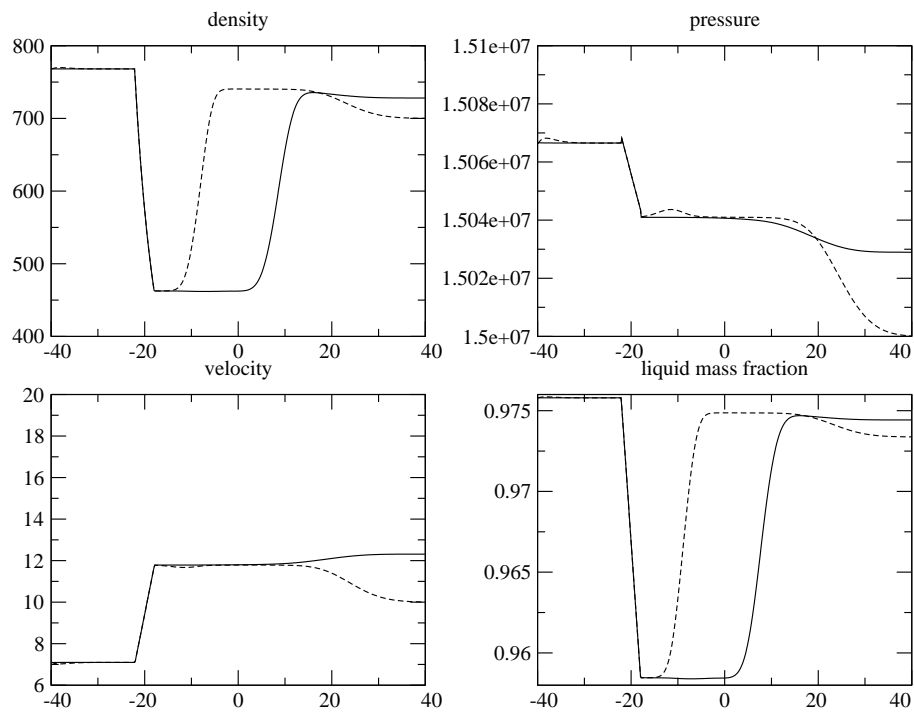 density
800
700
600
500
400
-40 -20 0 20 40
pressure
1.51e+07
1.508e+07
1.506e+07
1.504e+07
1.502e+07
1.5e+07
-40 -20 0 20 40
velocity
20
18
16
14
12
10
8
6
-40 -20 0 20 40
liquid mass fraction
0.975
0.97
0.965
0.96
-40 -20 0 20 40